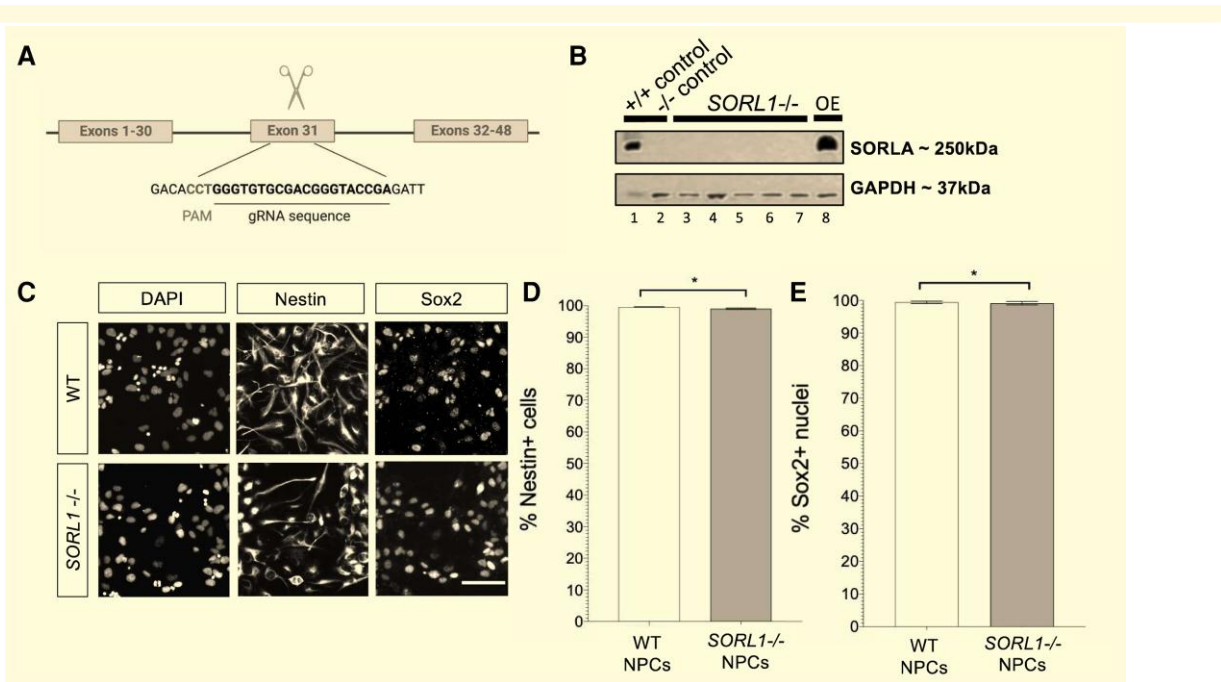 A
Exons 1-30
Exon 31
Exons 32-48
GACACCTGGGTGTGCGACGGGTACCGAGATT
PAM
gRNA sequence
B
+/+ control
-/- control
SORL1-/-
OE
SORLA ~ 250kDa
GAPDH ~ 37kDa
1 2 3 4 5 6 7 8
C
DAPI
Nestin
Sox2
WT
SORL1 -/-
D
*
% Nestin+ cells
100
90
80
70
60
50
40
30
20
10
0
WT
NPCs
SORL1-/-
NPCs
E
*
% Sox2+ nuclei
100
90
80
70
60
50
40
30
20
10
0
WT
NPCs
SORL1-/-
NPCs